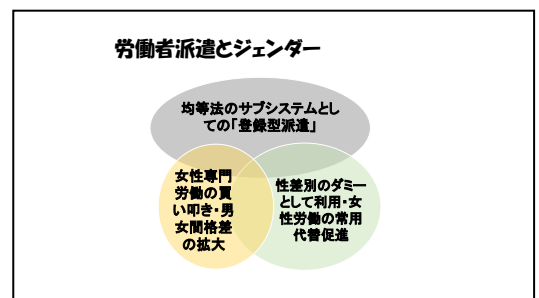 労働者派遣とジェンダー
均等法のサブシステムとし
ての「登録型派遣」
女性専門
労働の買
い叩き・男
女間格差
の拡大
性差別のダミー
として利用・女
性労働の常用
代替促進